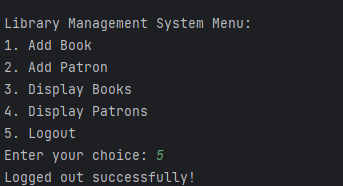 Library Management System Menu:
1. Add Book
2. Add Patron
3. Display Books
4. Display Patrons
5. Logout
Enter your choice: 5
Logged out successfully!